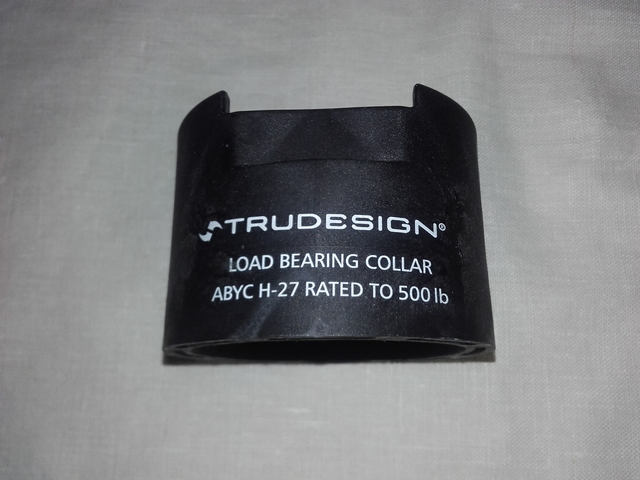 TRUDESIGN®
LOAD BEARING COLLAR
ABYC H-27 RATED TO 500 lb